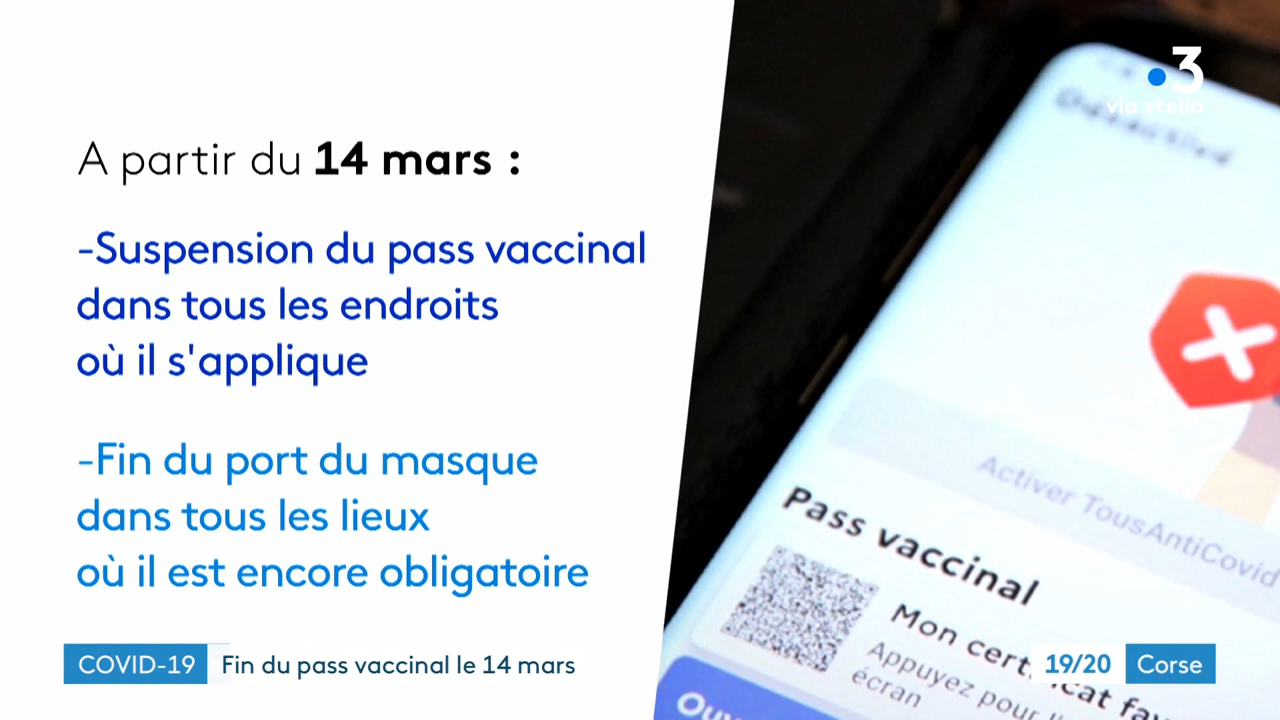 3
via stella
A partir du 14 mars :
-Suspension du pass vaccinal
dans tous les endroits
où il s'applique
-Fin du port du masque
dans tous les lieux
où il est encore obligatoire
Activer TousAntiCovid
Pass vaccinal
Mon certificat
Appuyez pour
écran
COVID-19
Fin du pass vaccinal le 14 mars
19/20
Corse